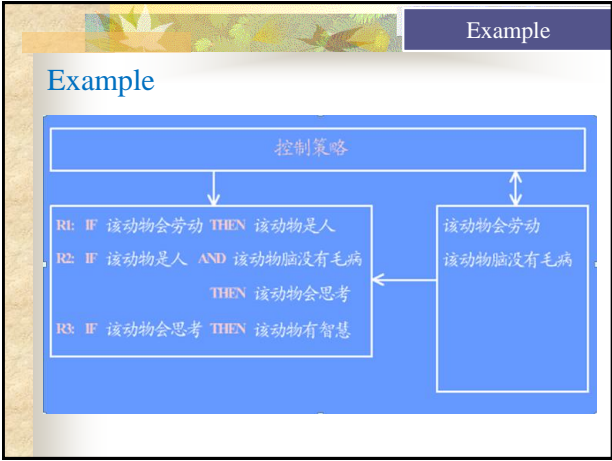 Example
Example
控制策略
R1: IF 该动物会劳动 THEN 该动物是人
R2: IF 该动物是人 AND 该动物脑没有毛病
THEN 该动物会思考
R3: IF 该动物会思考 THEN 该动物有智慧
该动物会劳动
该动物脑没有毛病